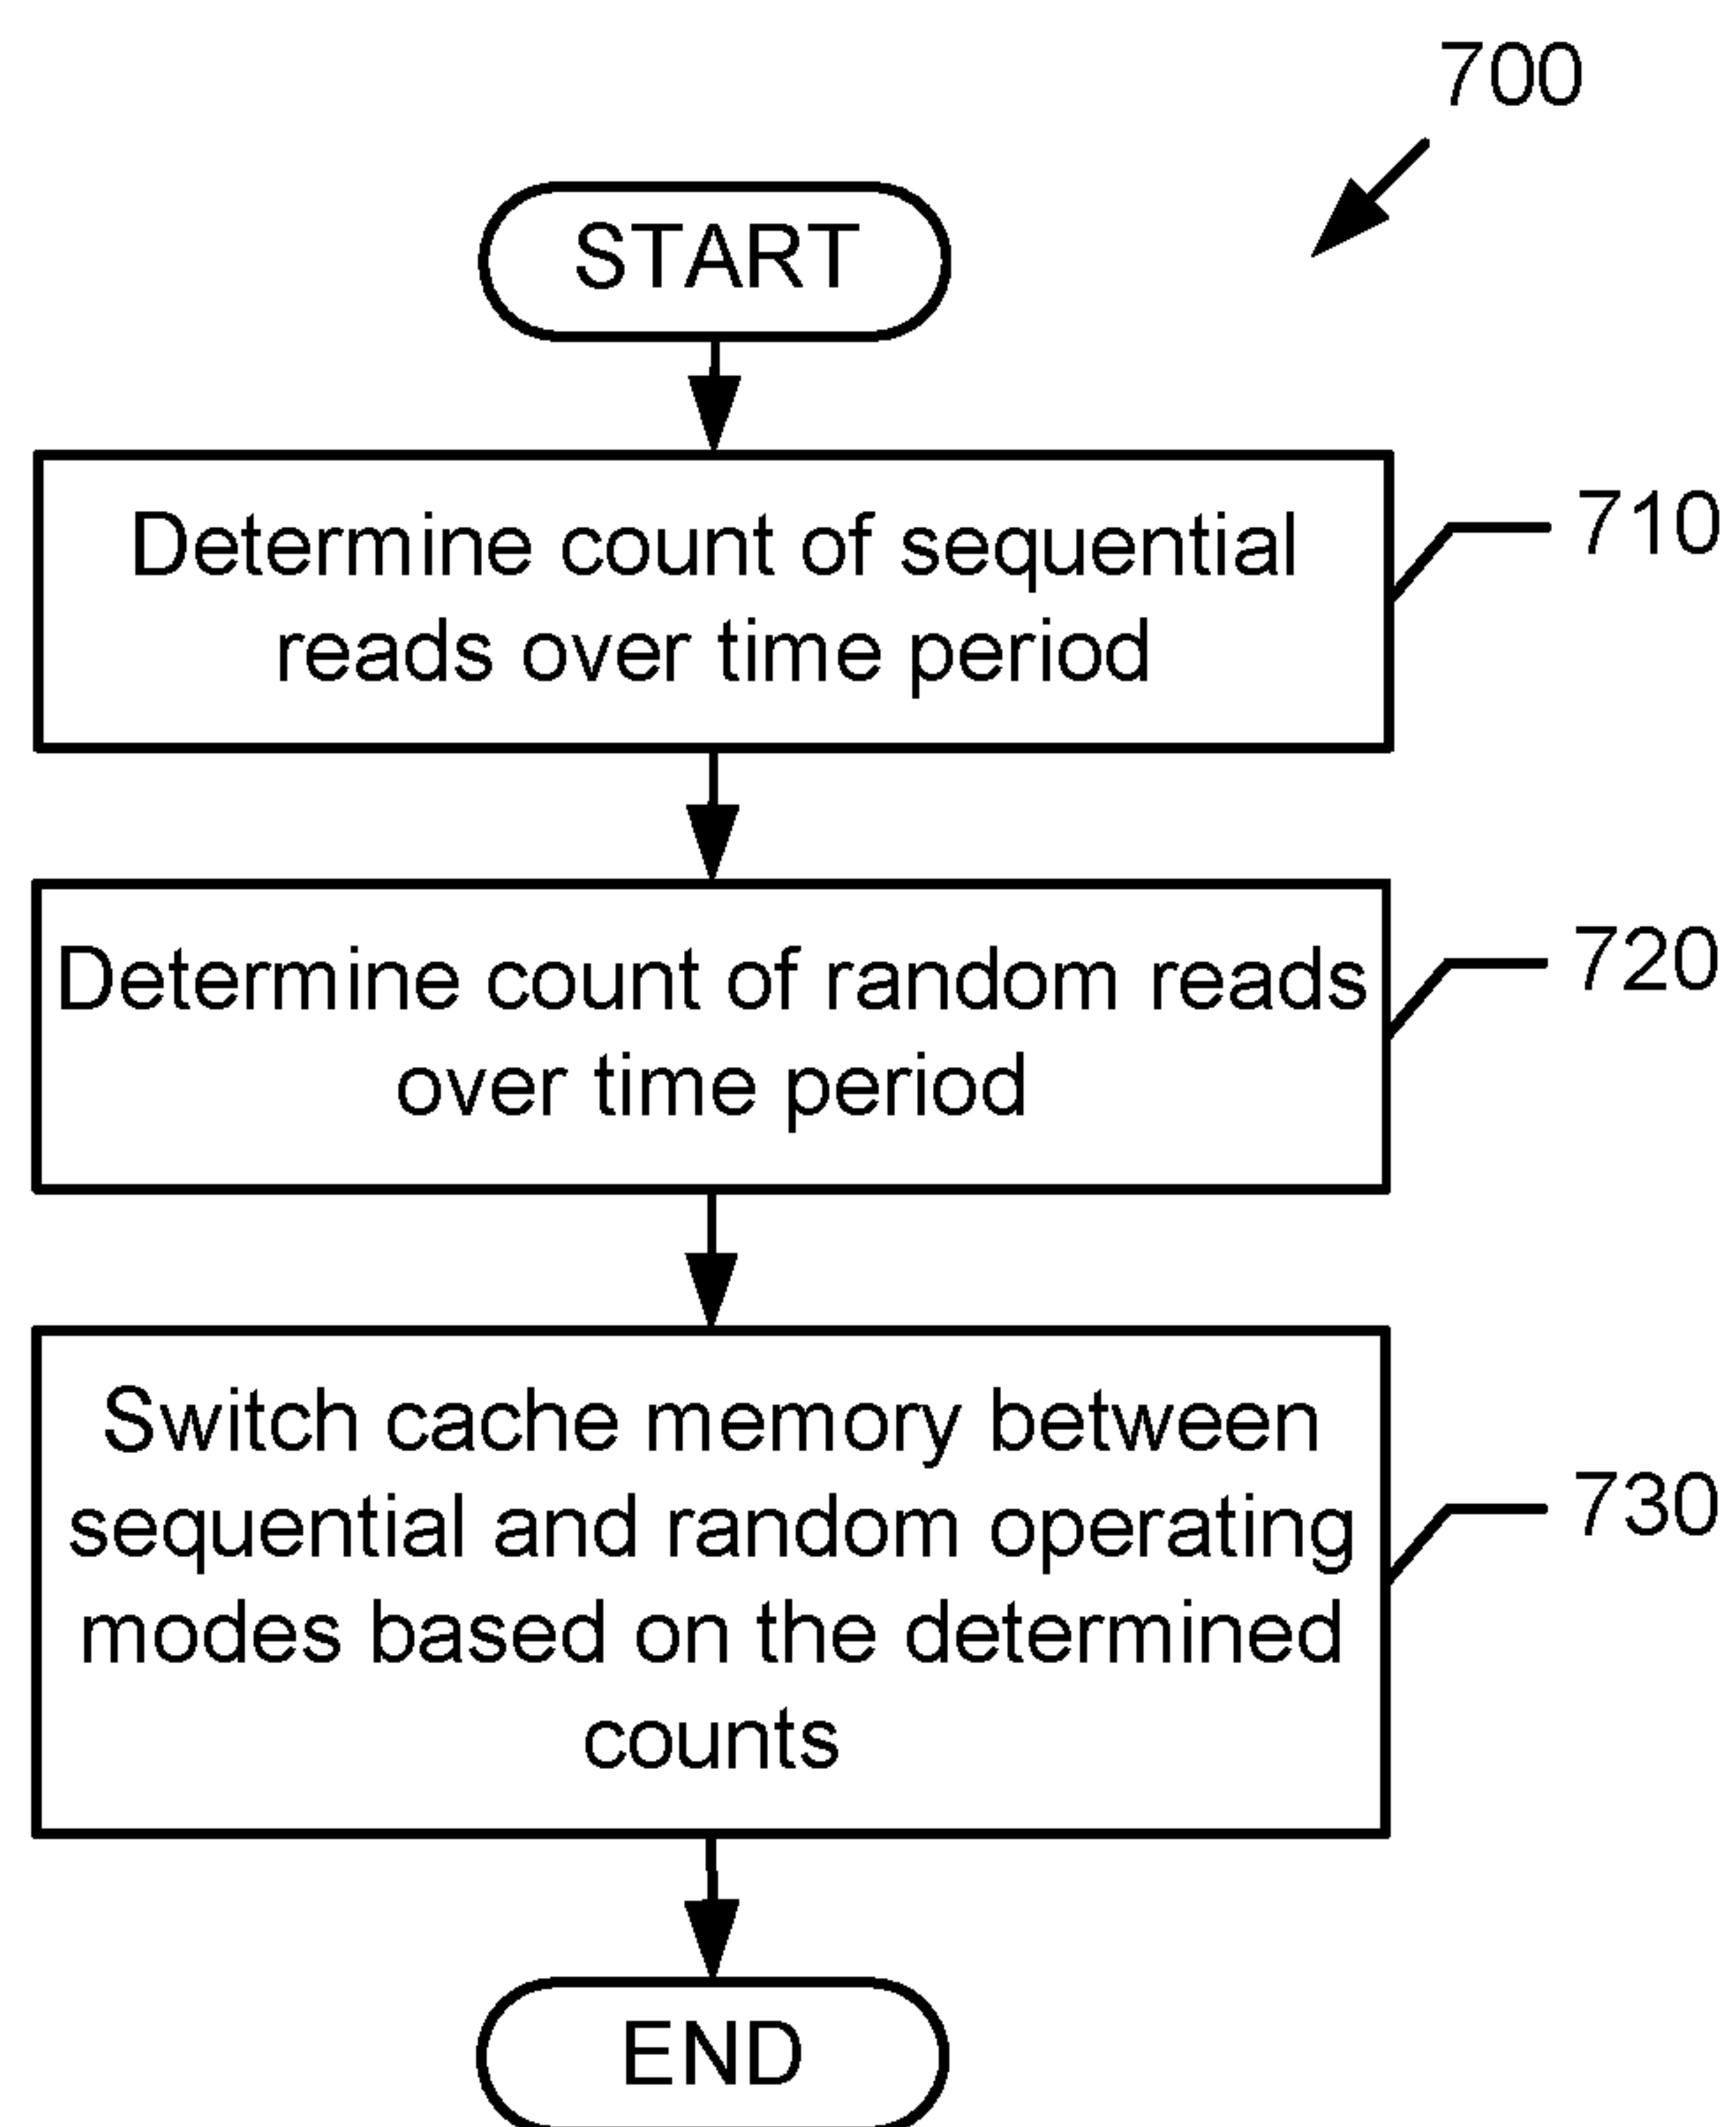 700
START
Determine count of sequential
reads over time period
710
Determine count of random reads
over time period
720
Switch cache memory between
sequential and random operating
modes based on the determined
counts
730
END